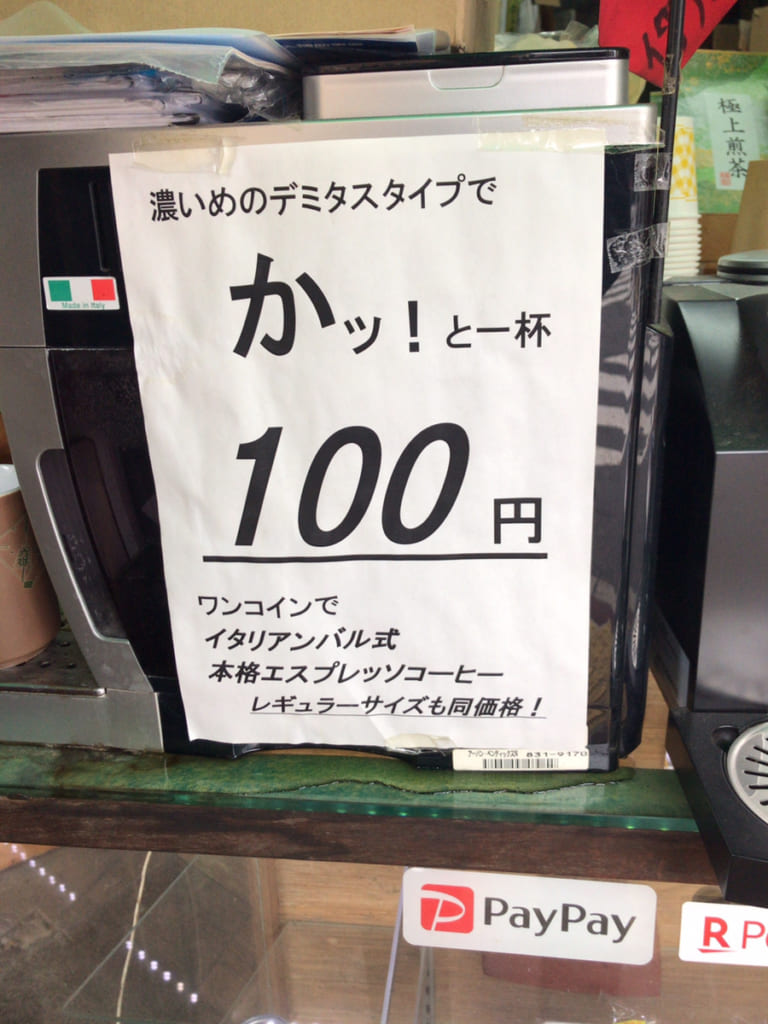 極上煎茶
濃いめのデミタスタイプで
かッ！と一杯
Made in Italy
100円
ワンコインで
イタリアンバル式
本格エスプレッソコーヒー
レギュラーサイズも同価格！
831-9170
PayPay
R P